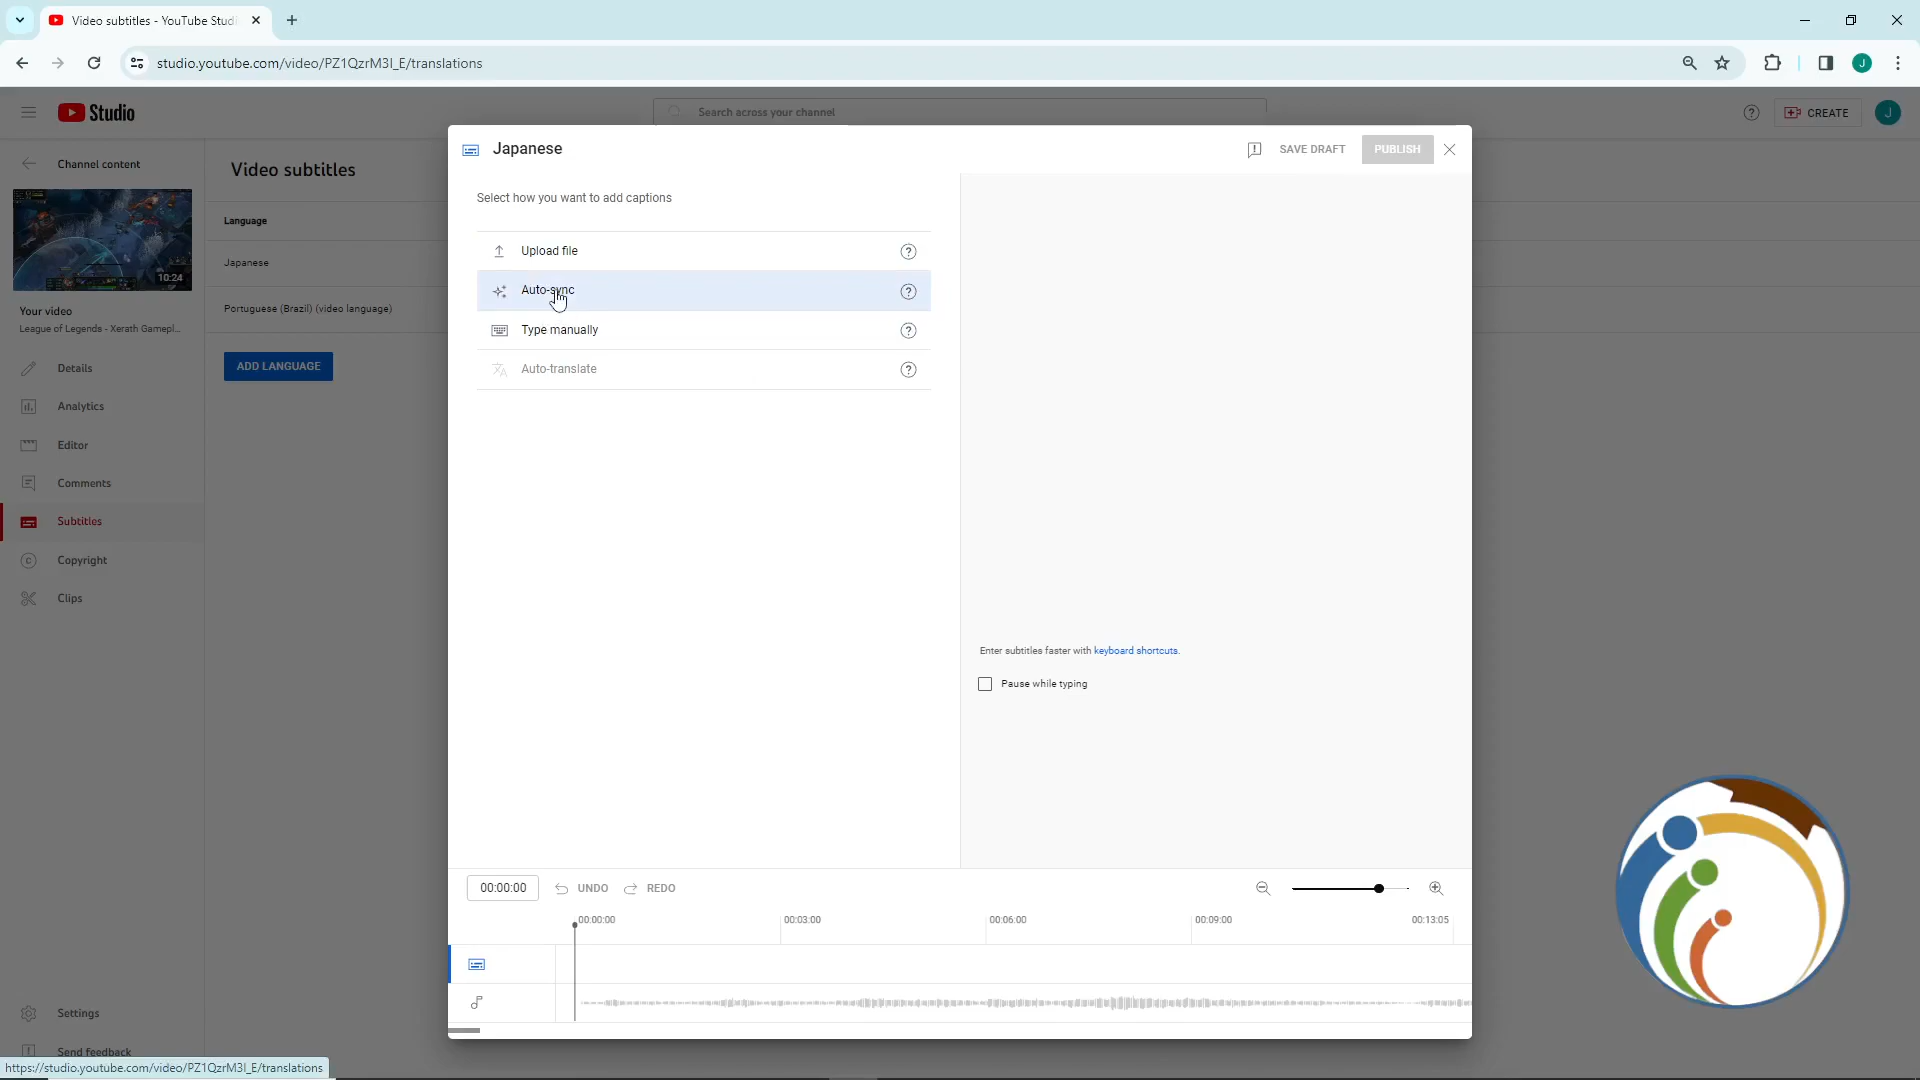 Video subtitles - YouTube Studi
studio.youtube.com/video/PZ1QzrM3l_E/translations
J
Studio
Search across your channel
CREATE
J
Channel content
10:24
Your video
League of Legends - Xerath Gamepl...
Details
Analytics
Editor
Comments
Subtitles
Copyright
Clips
Settings
Send feedback
Video subtitles
Language
Japanese
Portuguese (Brazil) (video language)
ADD LANGUAGE
Japanese
SAVE DRAFT
PUBLISH
Select how you want to add captions
Upload file
Auto-sync
Type manually
Auto-translate
Enter subtitles faster with keyboard shortcuts.
Pause while typing
00:00:00
UNDO
REDO
00:00:00
00:03:00
00:06:00
00:09:00
00:13:05
https://studio.youtube.com/video/PZ1QzrM3l_E/translations